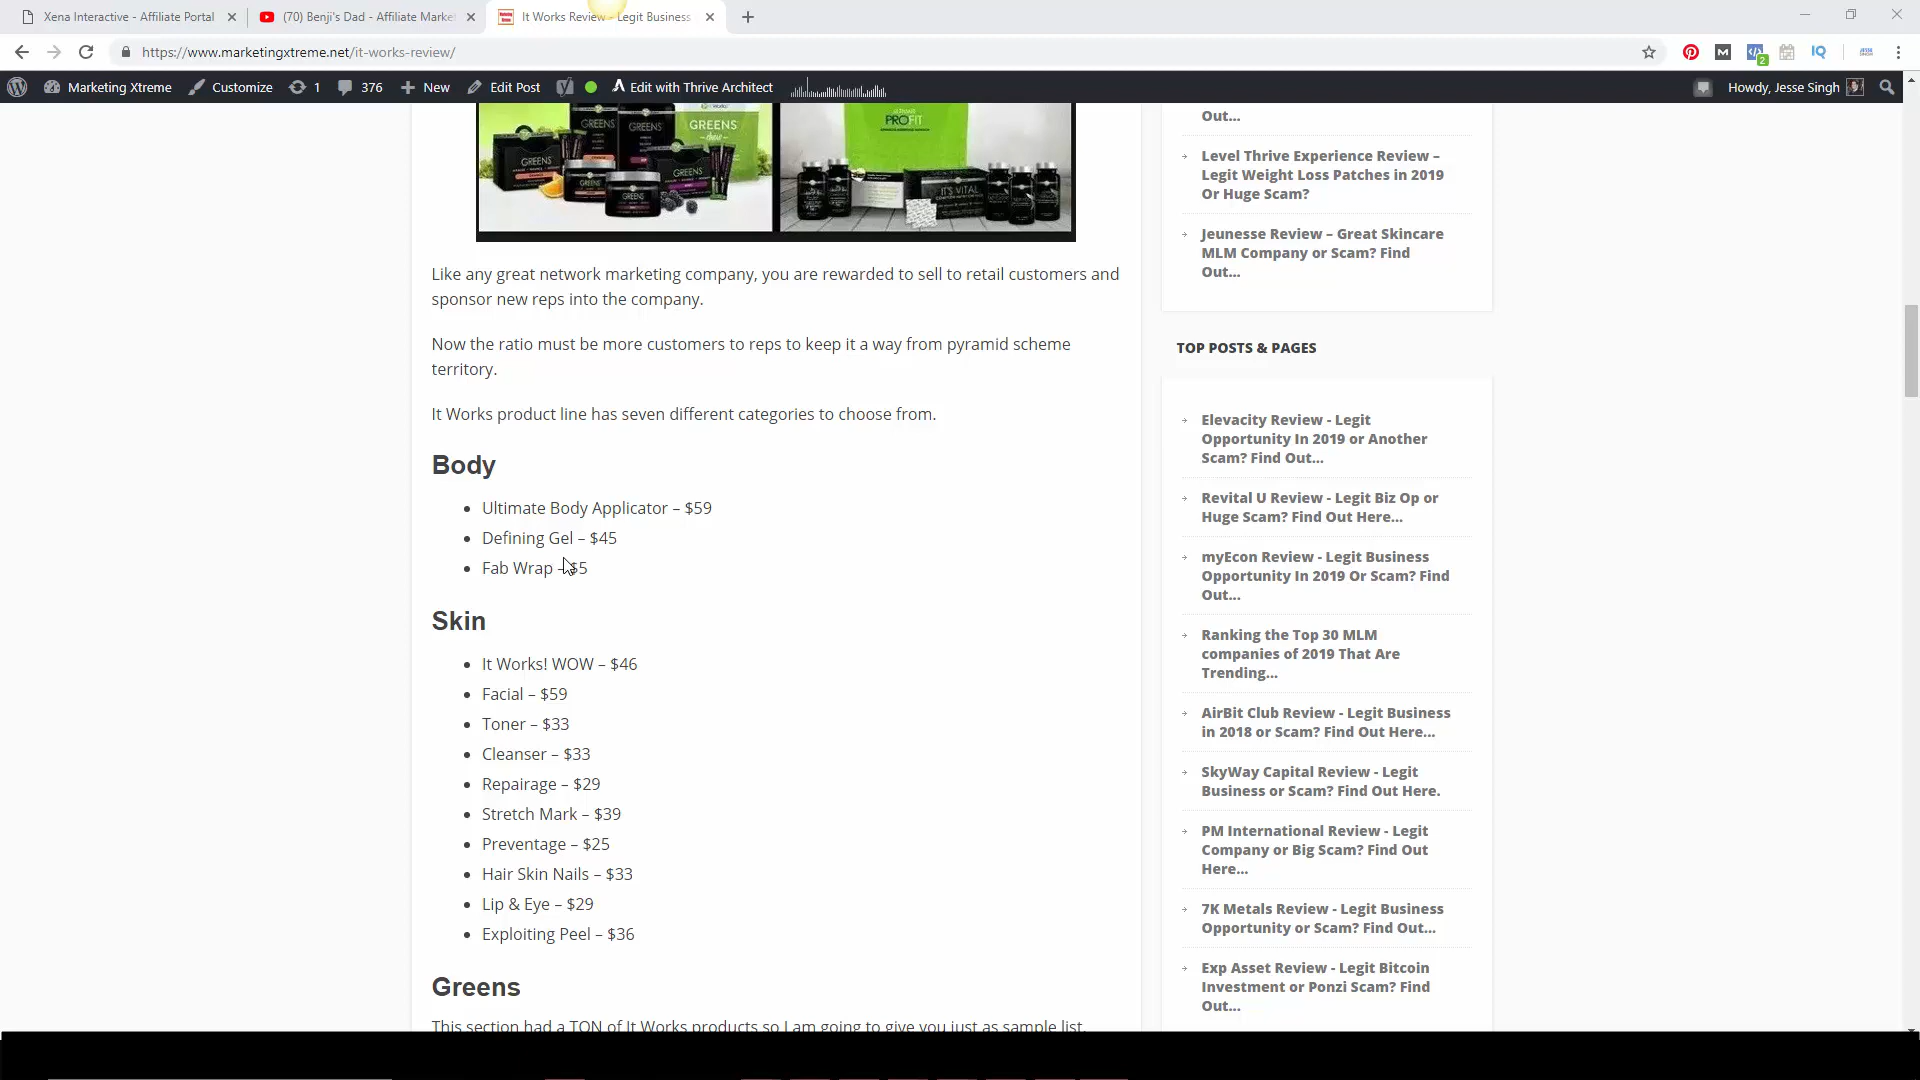 Xena Interactive - Affiliate Portal
(70) Benji's Dad - Affiliate Marke
It Works Review - Legit Business
https://www.marketingxtreme.net/it-works-review/
2
Marketing Xtreme
Customize
1
376
New
Edit Post
Edit with Thrive Architect
Howdy, Jesse Singh
GREENS
GREENS
GREENS
GREENS
GREENS
GREENS
PROFIT
IT'S VITAL
Like any great network marketing company, you are rewarded to sell to retail customers and
sponsor new reps into the company.
Now the ratio must be more customers to reps to keep it a way from pyramid scheme
territory.
It Works product line has seven different categories to choose from.
Body
Ultimate Body Applicator – $59
Defining Gel – $45
Fab Wrap – $5
Skin
It Works! WOW – $46
Facial – $59
Toner – $33
Cleanser – $33
Repairage – $29
Stretch Mark – $39
Preventage – $25
Hair Skin Nails – $33
Lip & Eye – $29
Exploiting Peel – $36
Greens
This section had a TON of It Works products so I am going to give you just as sample list.
Out...
Level Thrive Experience Review –
Legit Weight Loss Patches in 2019
Or Huge Scam?
Jeunesse Review – Great Skincare
MLM Company or Scam? Find
Out...
TOP POSTS & PAGES
Elevacity Review - Legit
Opportunity In 2019 or Another
Scam? Find Out...
Revital U Review - Legit Biz Op or
Huge Scam? Find Out Here...
myEcon Review - Legit Business
Opportunity In 2019 Or Scam? Find
Out...
Ranking the Top 30 MLM
companies of 2019 That Are
Trending...
AirBit Club Review - Legit Business
in 2018 or Scam? Find Out Here...
SkyWay Capital Review - Legit
Business or Scam? Find Out Here.
PM International Review - Legit
Company or Big Scam? Find Out
Here...
7K Metals Review - Legit Business
Opportunity or Scam? Find Out...
Exp Asset Review - Legit Bitcoin
Investment or Ponzi Scam? Find
Out...